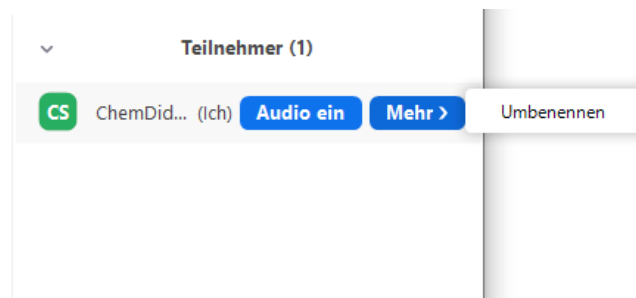 Teilnehmer (1)
CS ChemDid... (Ich) Audio ein Mehr > Umbenennen